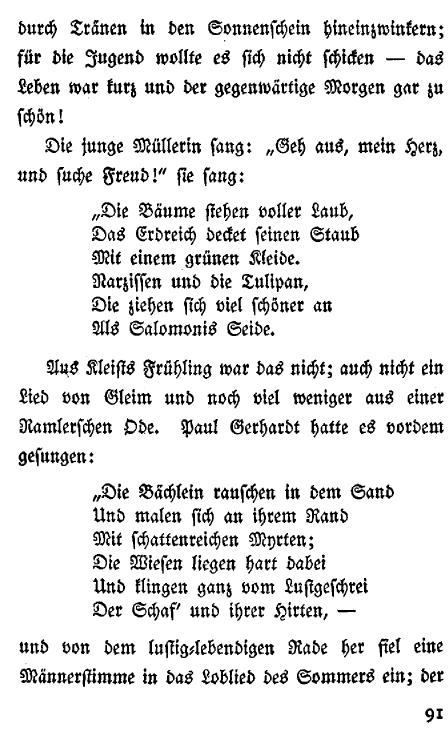 durch Tränen in den Sonnenschein hineinzwinkern;
für die Jugend wollte es sich nicht schicken — das
Leben war kurz und der gegenwärtige Morgen gar zu
schön!
Die junge Müllerin sang: „Geh aus, mein Herz,
und suche Freud!“ sie sang:
„Die Bäume stehen voller Laub,
Das Erdreich decket seinen Staub
Mit einem grünen Kleide.
Narzissen und die Tulipan,
Die ziehen sich viel schöner an
Als Salomonis Seide.
Aus Kleists Frühling war das nicht; auch nicht ein
Lied von Gleim und noch viel weniger aus einer
Ramlerschen Ode. Paul Gerhardt hatte es vordem
gesungen:
„Die Bächlein rauschen in dem Sand
Und malen sich an ihrem Rand
Mit schattenreichen Myrten;
Die Wiesen liegen hart dabei
Und klingen ganz vom Lustgeschrei
Der Schaf' und ihrer Hirten, —
und von dem lustig-lebendigen Rade her fiel eine
Männerstimme in das Loblied des Sommers ein; der
91